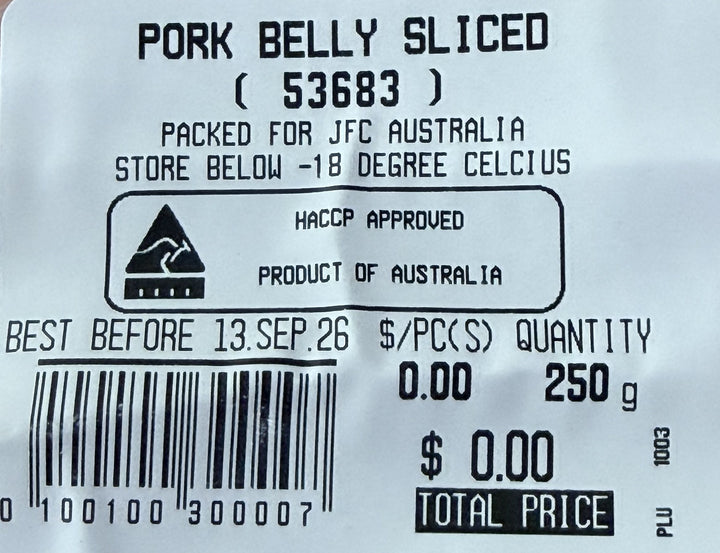 PORK BELLY SLICED
( 53683 )
PACKED FOR JFC AUSTRALIA
STORE BELOW -18 DEGREE CELCIUS
HACCP APPROVED
PRODUCT OF AUSTRALIA
BEST BEFORE 13.SEP.26 $/PC(S) QUANTITY
0.00 250 g
$ 0.00
TOTAL PRICE
PLU 1003
0 100100 300007